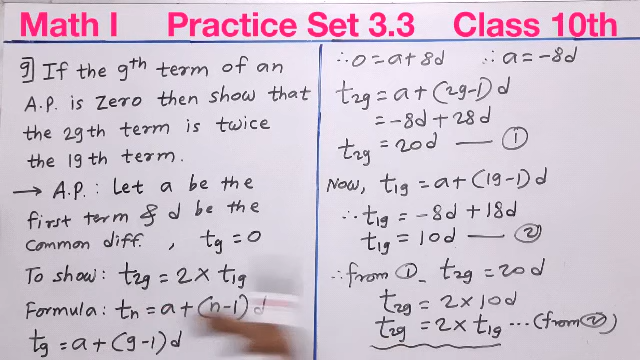 Math I Practice Set 3.3 Class 10th
9] If the 9th term of an
A.P. is zero then show that
the 29th term is twice
the 19th term.
→ A.P. : Let a be the
first term & d be the
common diff. , t₉ = 0
To show: t₂₉ = 2 × t₁₉
Formula: tₙ = a + (n-1) d
t₉ = a + (9-1) d
∴ 0 = a + 8d ∴ a = -8d
t₂₉ = a + (29-1) d
= -8d + 28d
t₂₉ = 20d — ①
Now, t₁₉ = a + (19-1) d
∴ t₁₉ = -8d + 18d
t₁₉ = 10d — ②
∴ from ① - t₂₉ = 20d
t₂₉ = 2 × 10d
t₂₉ = 2 × t₁₉ ... (from ②)